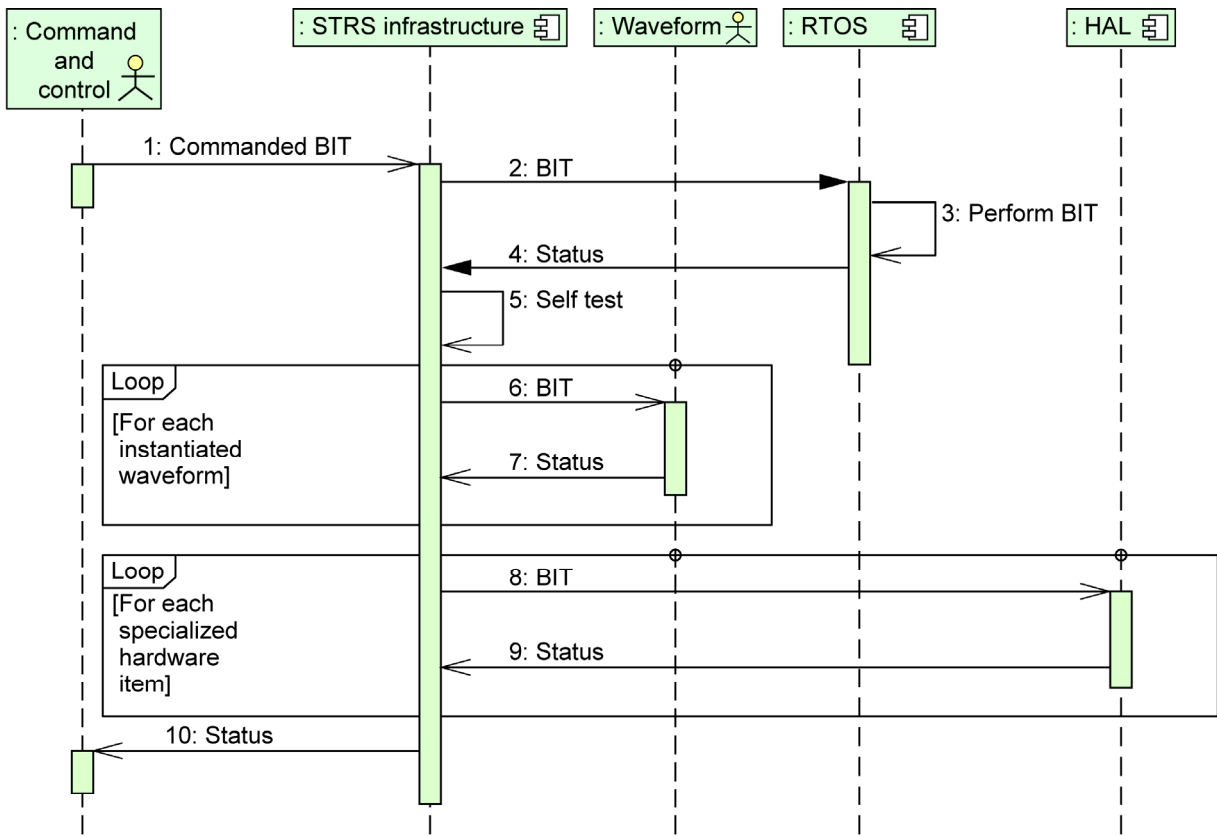 : Command
and
control
: STRS infrastructure
: Waveform
: RTOS
: HAL
1: Commanded BIT
2: BIT
3: Perform BIT
4: Status
5: Self test
Loop
[For each
instantiated
waveform]
6: BIT
7: Status
Loop
[For each
specialized
hardware
item]
8: BIT
9: Status
10: Status